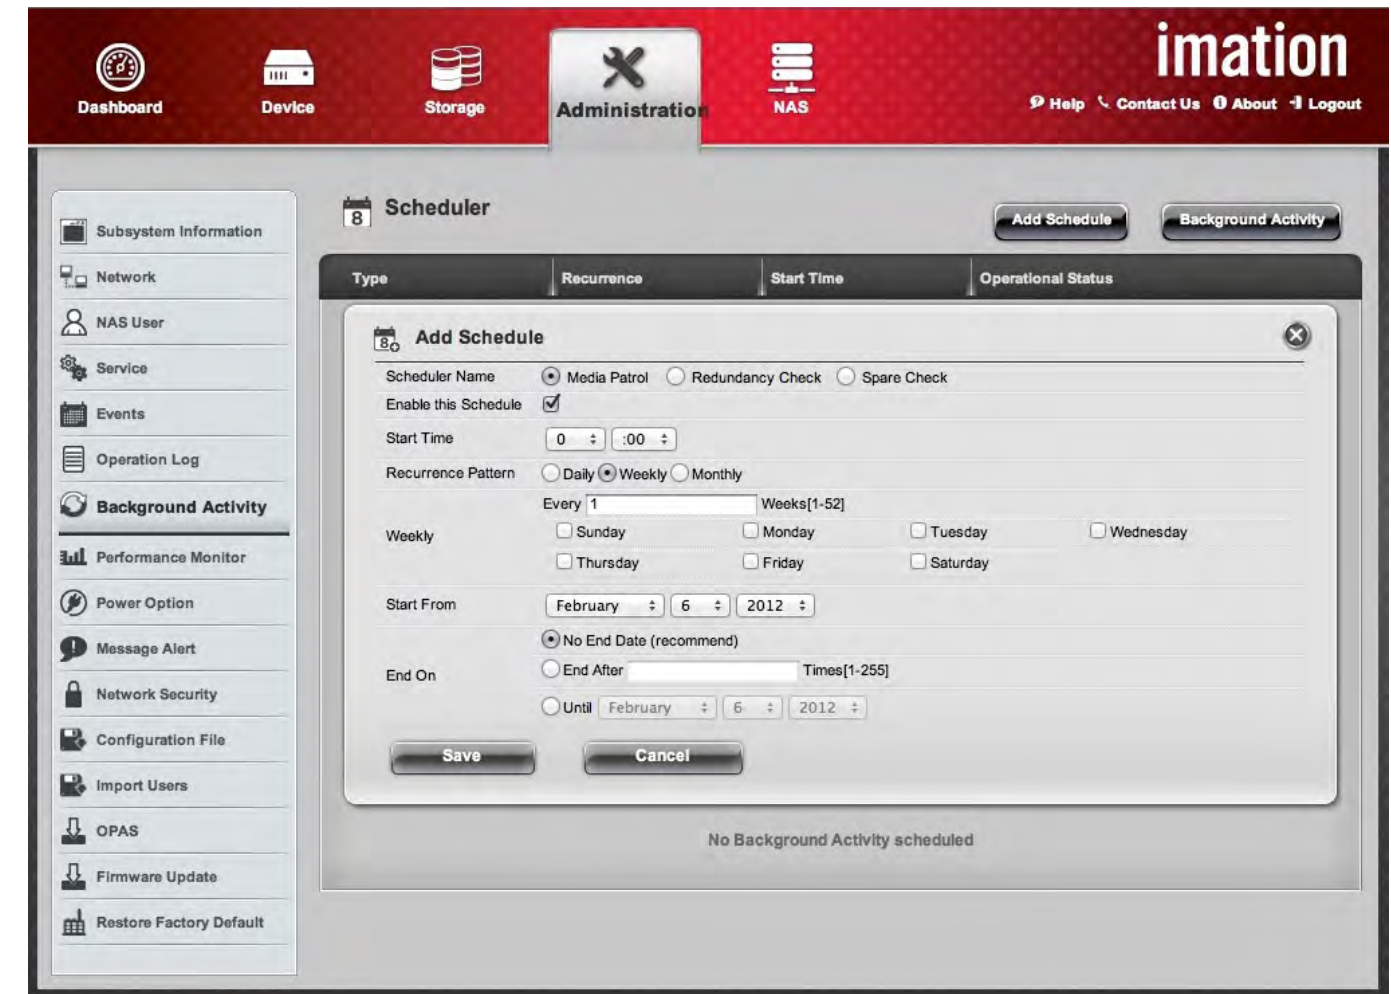 imation
Dashboard
Device
Storage
Administration
NAS
Help Contact Us About Logout
Subsystem Information
Network
NAS User
Service
Events
Operation Log
Background Activity
Performance Monitor
Power Option
Message Alert
Network Security
Configuration File
Import Users
OPAS
Firmware Update
Restore Factory Default
8 Scheduler
Add Schedule
Background Activity
Type Recurrence Start Time Operational Status
8 Add Schedule
Scheduler Name Media Patrol Redundancy Check Spare Check
Enable this Schedule
Start Time 0 :00
Recurrence Pattern Daily Weekly Monthly
Every 1 Weeks[1-52]
Weekly
Sunday Monday Tuesday Wednesday
Thursday Friday Saturday
Start From February 6 2012
No End Date (recommend)
End On
End After Times[1-255]
Until February 6 2012
Save Cancel
No Background Activity scheduled